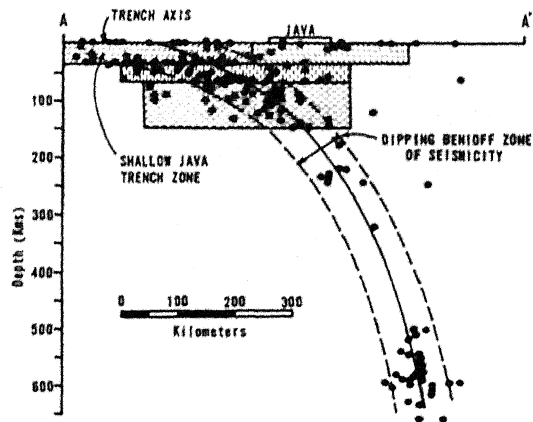 A
TRENCH AXIS
JAVA
A'
100
200
300
400
500
600
Depth (Kms)
SHALLOW JAVA
TRENCH ZONE
DIPPING BENIOFF ZONE
OF SEISMICITY
0 100 200 300
Kilometers